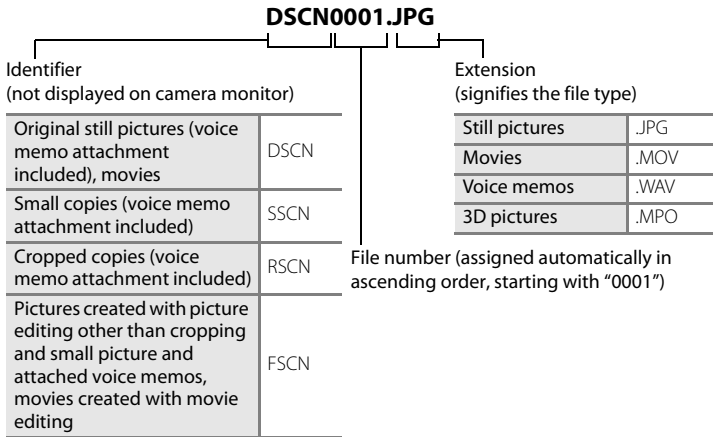 DSCN0001.JPG
Identifier
(not displayed on camera monitor)
Original still pictures (voice
memo attachment
included), movies
DSCN
Small copies (voice memo
attachment included)
SSCN
Cropped copies (voice
memo attachment included)
RSCN
Pictures created with picture
editing other than cropping
and small picture and
attached voice memos,
movies created with movie
editing
FSCN
Extension
(signifies the file type)
Still pictures .JPG
Movies .MOV
Voice memos .WAV
3D pictures .MPO
File number (assigned automatically in
ascending order, starting with “0001”)